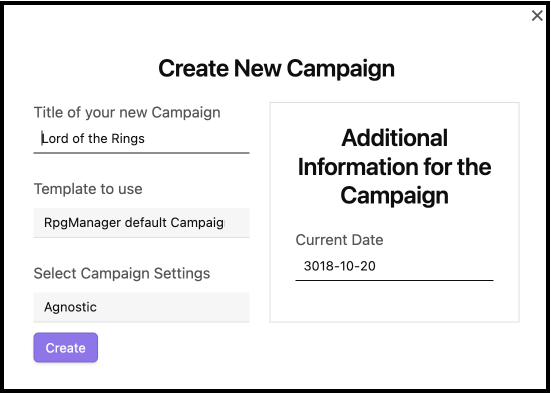 Create New Campaign
Title of your new Campaign
Lord of the Rings
Template to use
RpgManager default Campaig
Select Campaign Settings
Agnostic
Create
Additional
Information for the
Campaign
Current Date
3018-10-20